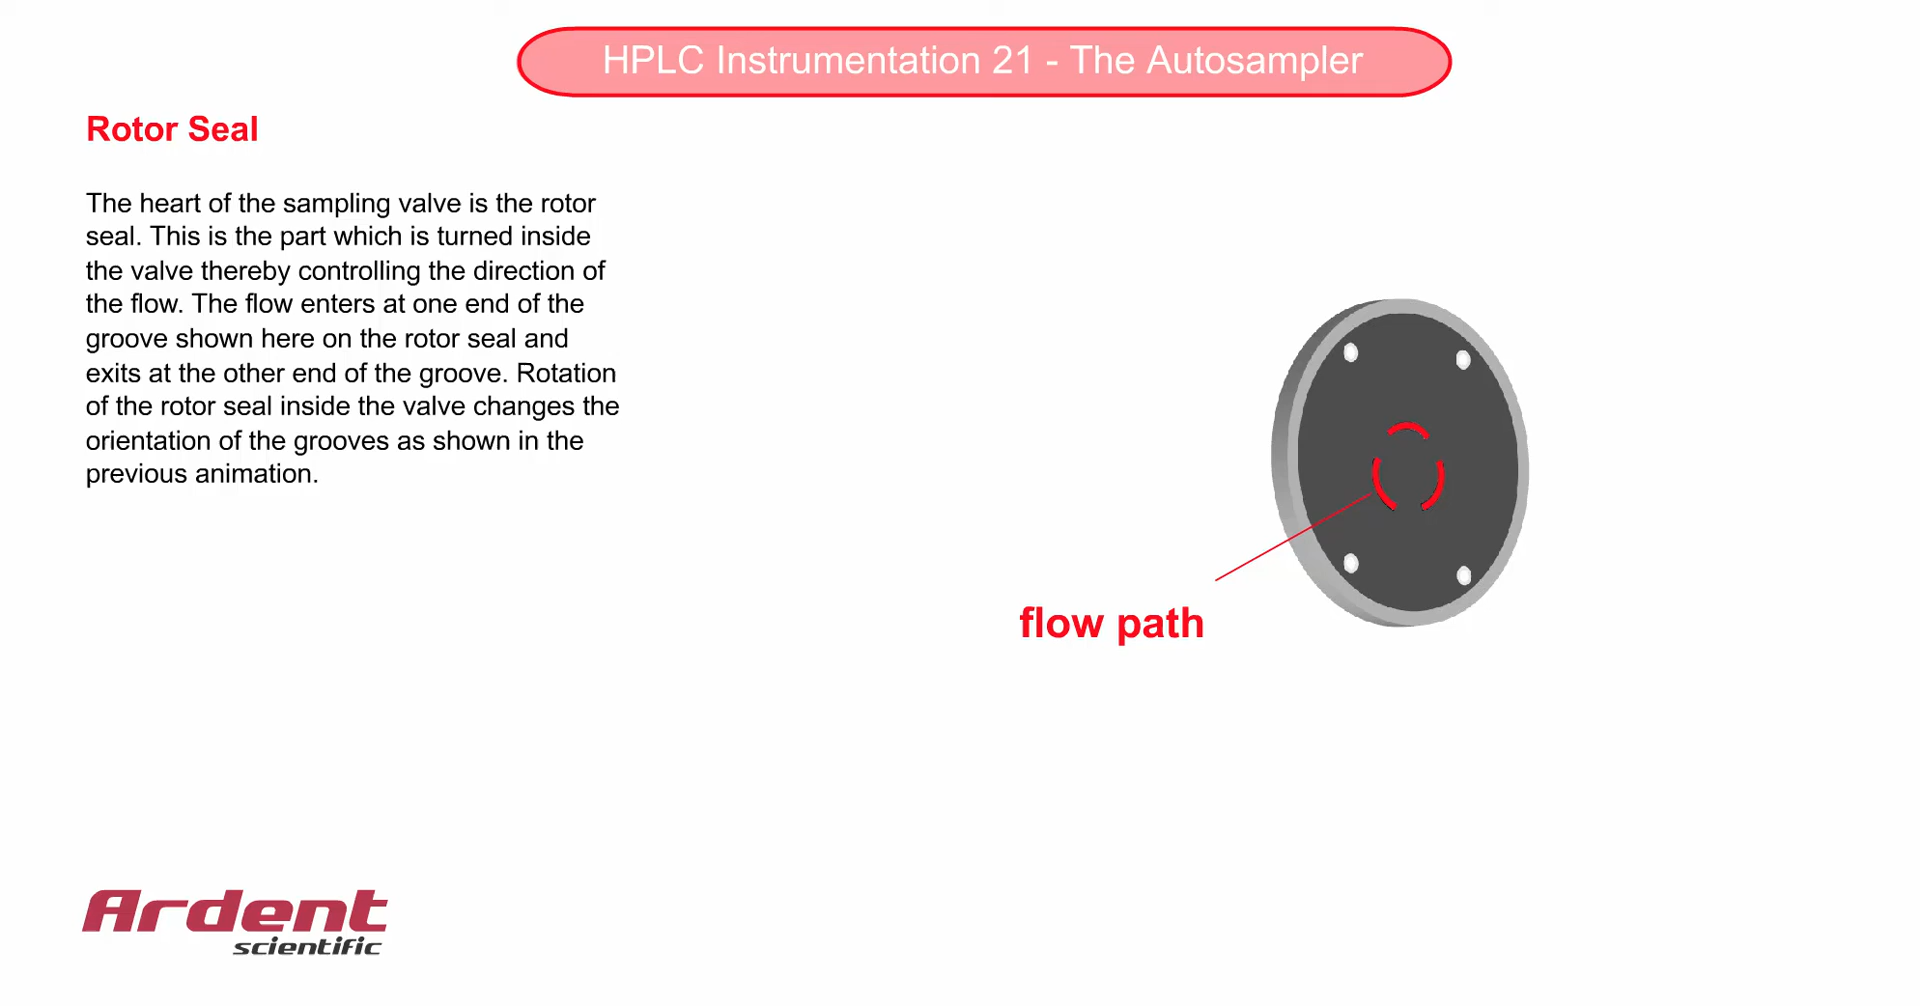 HPLC Instrumentation 21 - The Autosampler
Rotor Seal
The heart of the sampling valve is the rotor
seal. This is the part which is turned inside
the valve thereby controlling the direction of
the flow. The flow enters at one end of the
groove shown here on the rotor seal and
exits at the other end of the groove. Rotation
of the rotor seal inside the valve changes the
orientation of the grooves as shown in the
previous animation.
flow path
Ardent
scientific